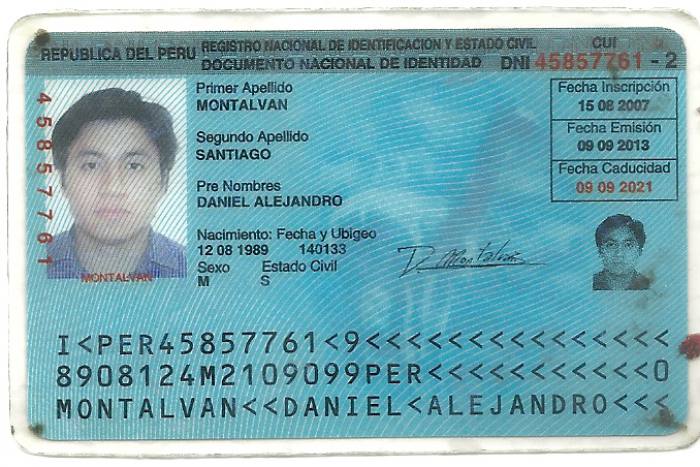 REPUBLICA DEL PERU REGISTRO NACIONAL DE IDENTIFICACION Y ESTADO CIVIL CUI
DOCUMENTO NACIONAL DE IDENTIDAD DNI 45857761 - 2
45857761
MONTALVAN
Primer Apellido
MONTALVAN
Segundo Apellido
SANTIAGO
Pre Nombres
DANIEL ALEJANDRO
Nacimiento: Fecha y Ubigeo
12 08 1989 140133
Sexo Estado Civil
M S
Fecha Inscripción
15 08 2007
Fecha Emisión
09 09 2013
Fecha Caducidad
09 09 2021
D. Montalván
I<PER45857761<9<<<<<<<<<<<<<<<
8908124M2109099PER<<<<<<<<<<<0
MONTALVAN<<DANIEL<ALEJANDRO<<<